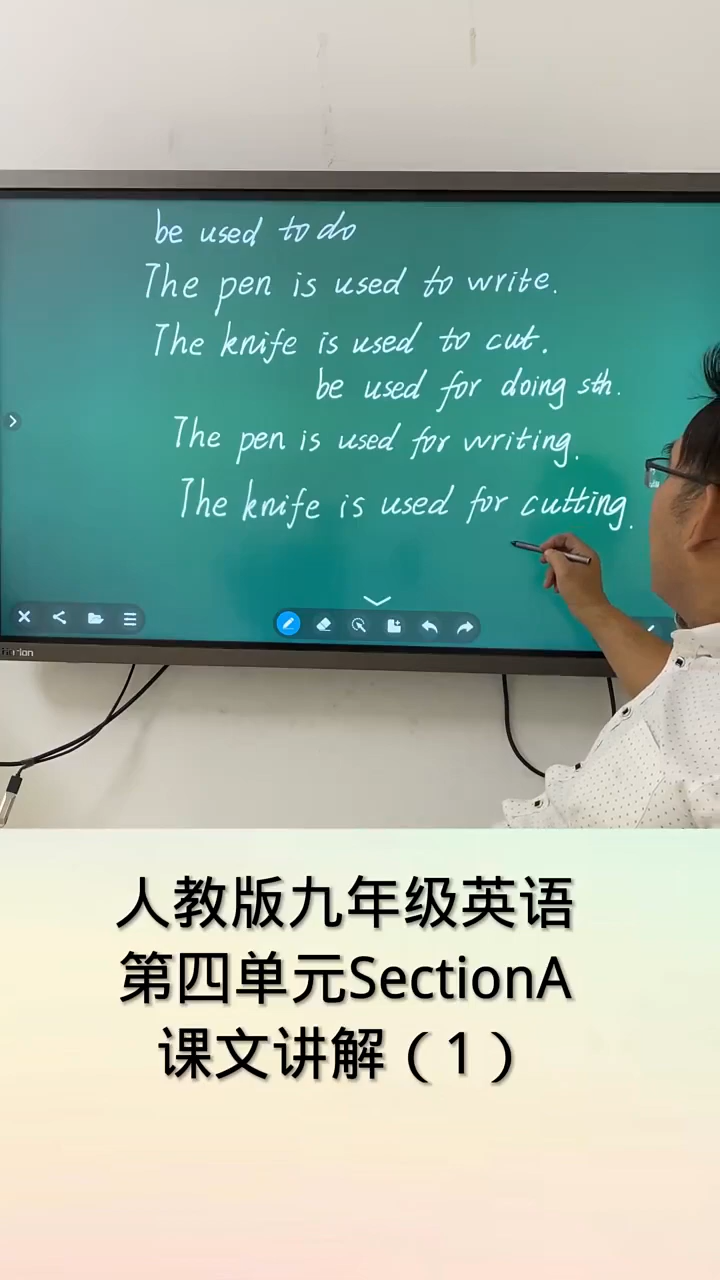 be used to do
The pen is used to write.
The knife is used to cut.
be used for doing sth.
The pen is used for writing.
The knife is used for cutting.
人教版九年级英语
第四单元SectionA
课文讲解（1）